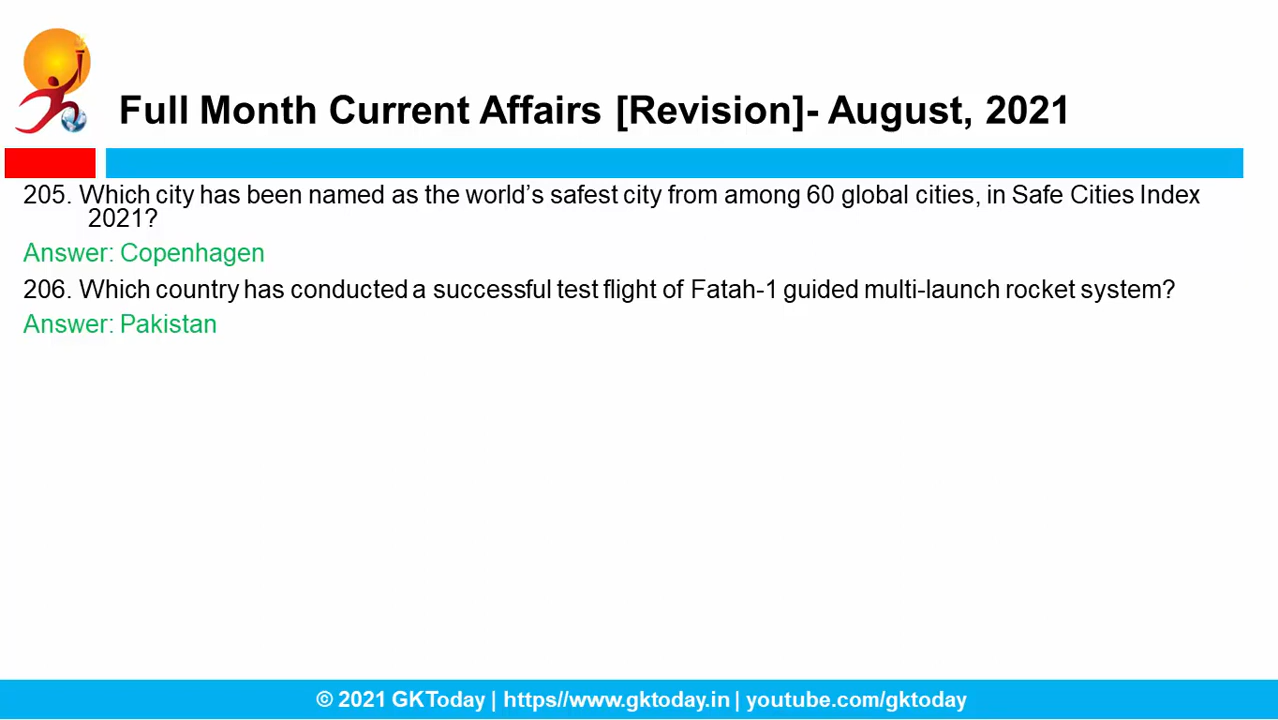 Full Month Current Affairs [Revision]- August, 2021
205. Which city has been named as the world’s safest city from among 60 global cities, in Safe Cities Index
2021?
Answer: Copenhagen
206. Which country has conducted a successful test flight of Fatah-1 guided multi-launch rocket system?
Answer: Pakistan
© 2021 GKToday | https//www.gktoday.in | youtube.com/gktoday